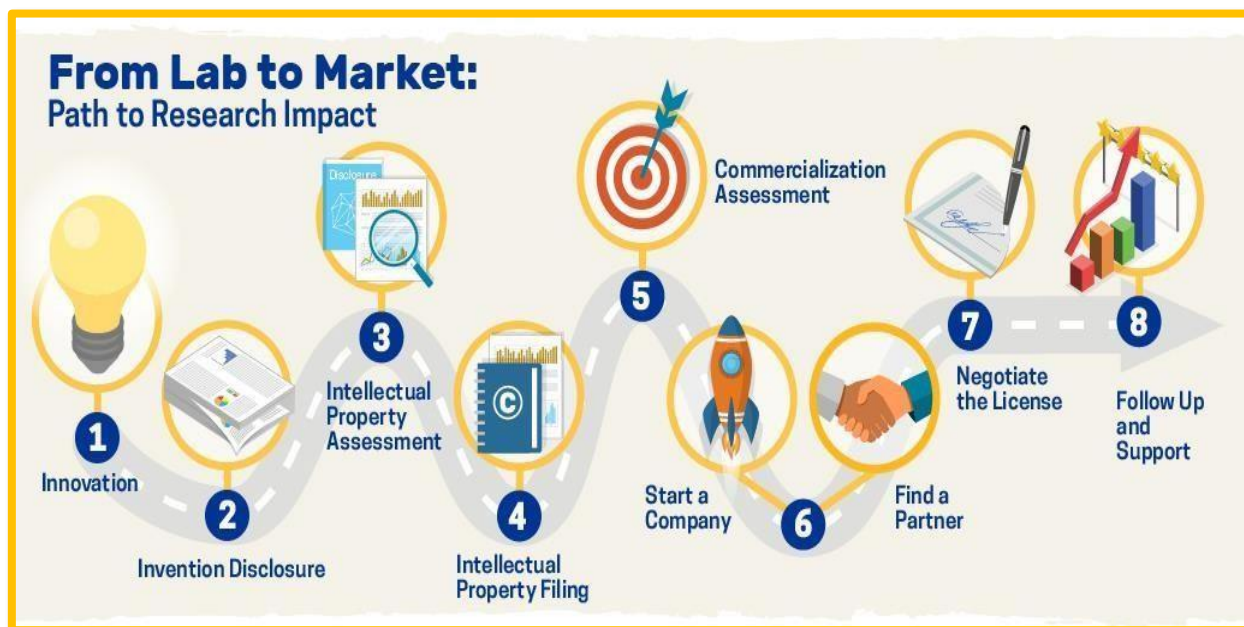 From Lab to Market:
Path to Research Impact
1
Innovation
2
Invention Disclosure
Disclosure
3
Intellectual
Property
Assessment
©
4
Intellectual
Property Filing
5
Commercialization
Assessment
Start a
Company
6
Find a
Partner
7
Negotiate
the License
8
Follow Up
and
Support